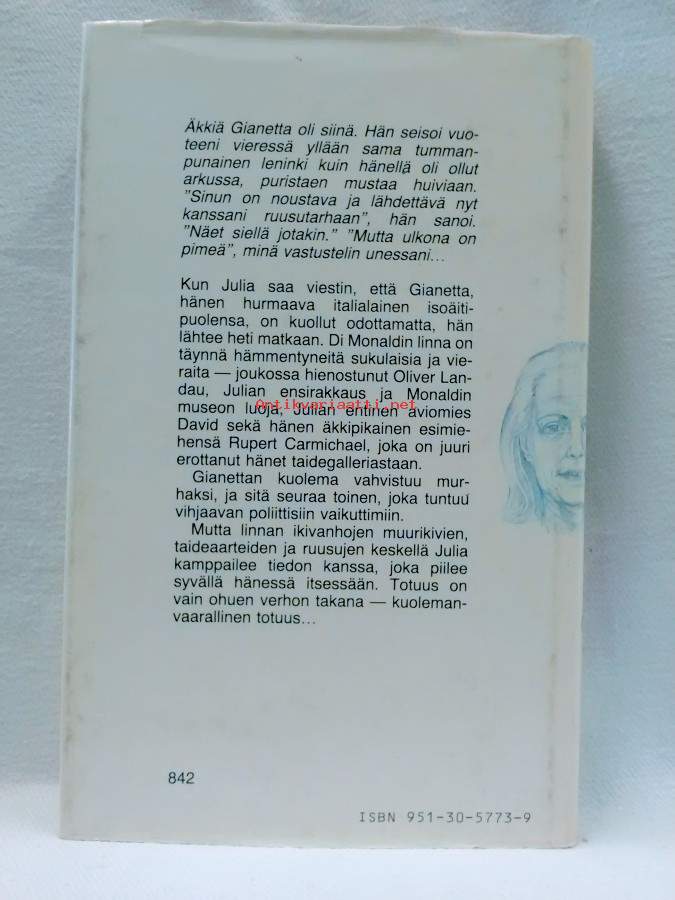 Äkkiä Gianetta oli siinä. Hän seisoi vuo-
teeni vieressä yllään sama tumman-
punainen leninki kuin hänellä oli ollut
arkussa, puristaen mustaa huiviaan.
”Sinun on noustava ja lähdettävä nyt
kanssani ruusutarhaan”, hän sanoi.
”Näet siellä jotakin.” ”Mutta ulkona on
pimeä”, minä vastustelin unessani...
Kun Julia saa viestin, että Gianetta,
hänen hurmaava italialainen isoäiti-
puolensa, on kuollut odottamatta, hän
lähtee heti matkaan. Di Monaldin linna on
täynnä hämmentyneitä sukulaisia ja vie-
raita — joukossa hienostunut Oliver Lan-
dau, Julian ensirakkaus ja Monaldin
Antikvariaatti.net
museon luoja, Julian entinen aviomies
David sekä hänen äkkipikainen esimie-
hensä Rupert Carmichael, joka on juuri
erottanut hänet taidegalleriastaan.
Gianettan kuolema vahvistuu mur-
haksi, ja sitä seuraa toinen, joka tuntuu
vihjaavan poliittisiin vaikuttimiin.
Mutta linnan ikivanhojen muurikivien,
taideaarteiden ja ruusujen keskellä Julia
kamppailee tiedon kanssa, joka piilee
syvällä hänessä itsessään. Totuus on
vain ohuen verhon takana — kuoleman-
vaarallinen totuus...
842
ISBN 951-30-5773-9